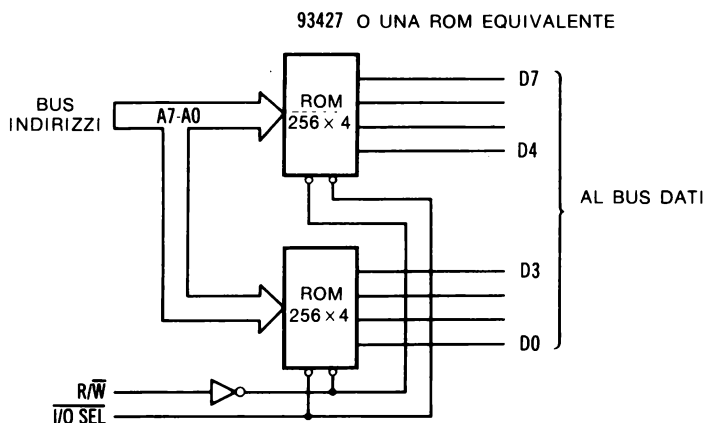 93427 O UNA ROM EQUIVALENTE
BUS
INDIRIZZI
A7-A0
ROM
256 × 4
D7
D4
AL BUS DATI
ROM
256 × 4
D3
D0
R/W̅
I̅/̅O̅ ̅S̅E̅L̅